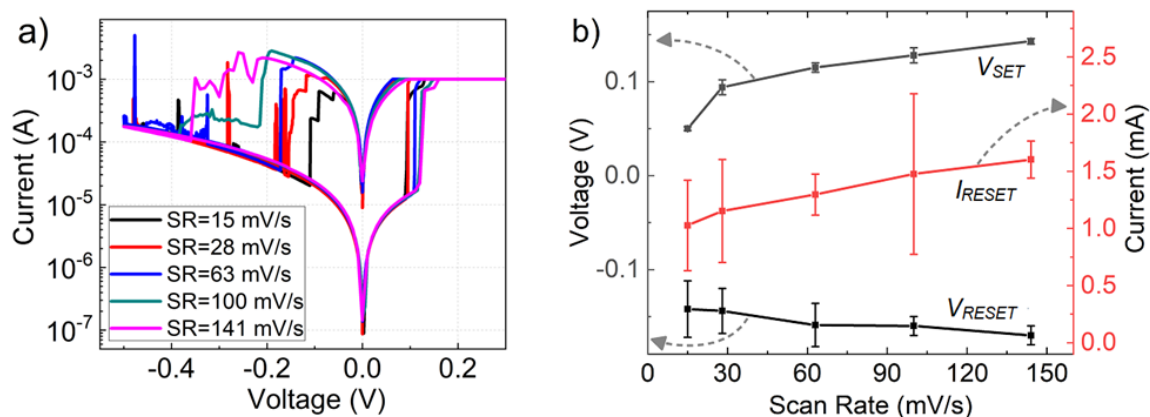 a)
Current (A)
10⁻³
10⁻⁴
10⁻⁵
10⁻⁶
10⁻⁷
SR=15 mV/s
SR=28 mV/s
SR=63 mV/s
SR=100 mV/s
SR=141 mV/s
-0.4 -0.2 0.0 0.2
Voltage (V)
b)
Voltage (V)
0.1
0.0
-0.1
V_SET
I_RESET
V_RESET
2.5
2.0
1.5
1.0
0.5
0.0
Current (mA)
0 30 60 90 120 150
Scan Rate (mV/s)